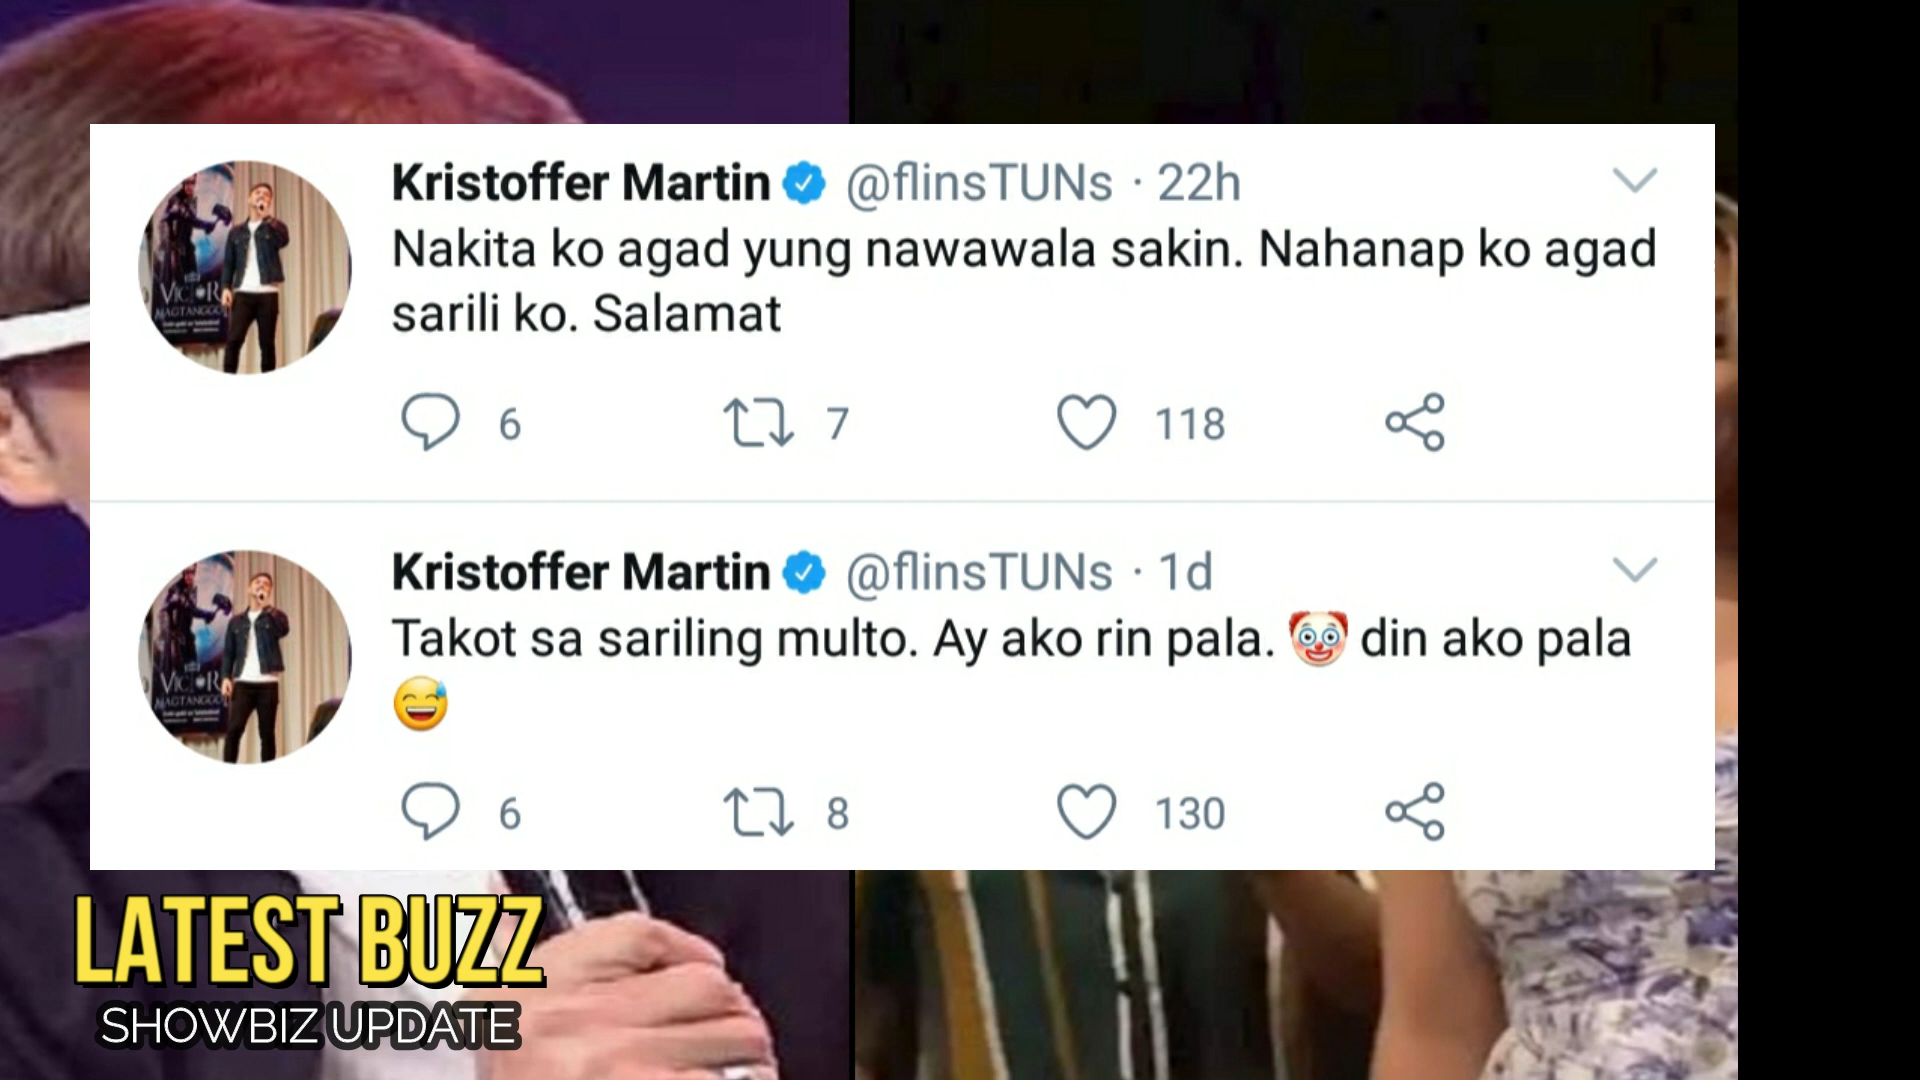 Kristoffer Martin @flinsTUNs · 22h
Nakita ko agad yung nawawala sakin. Nahanap ko agad
sarili ko. Salamat
6 7 118
Kristoffer Martin @flinsTUNs · 1d
Takot sa sariling multo. Ay ako rin pala. 🤡 din ako pala
😅
6 8 130
VICTOR
MAGTANGGOL
LATEST BUZZ
SHOWBIZ UPDATE